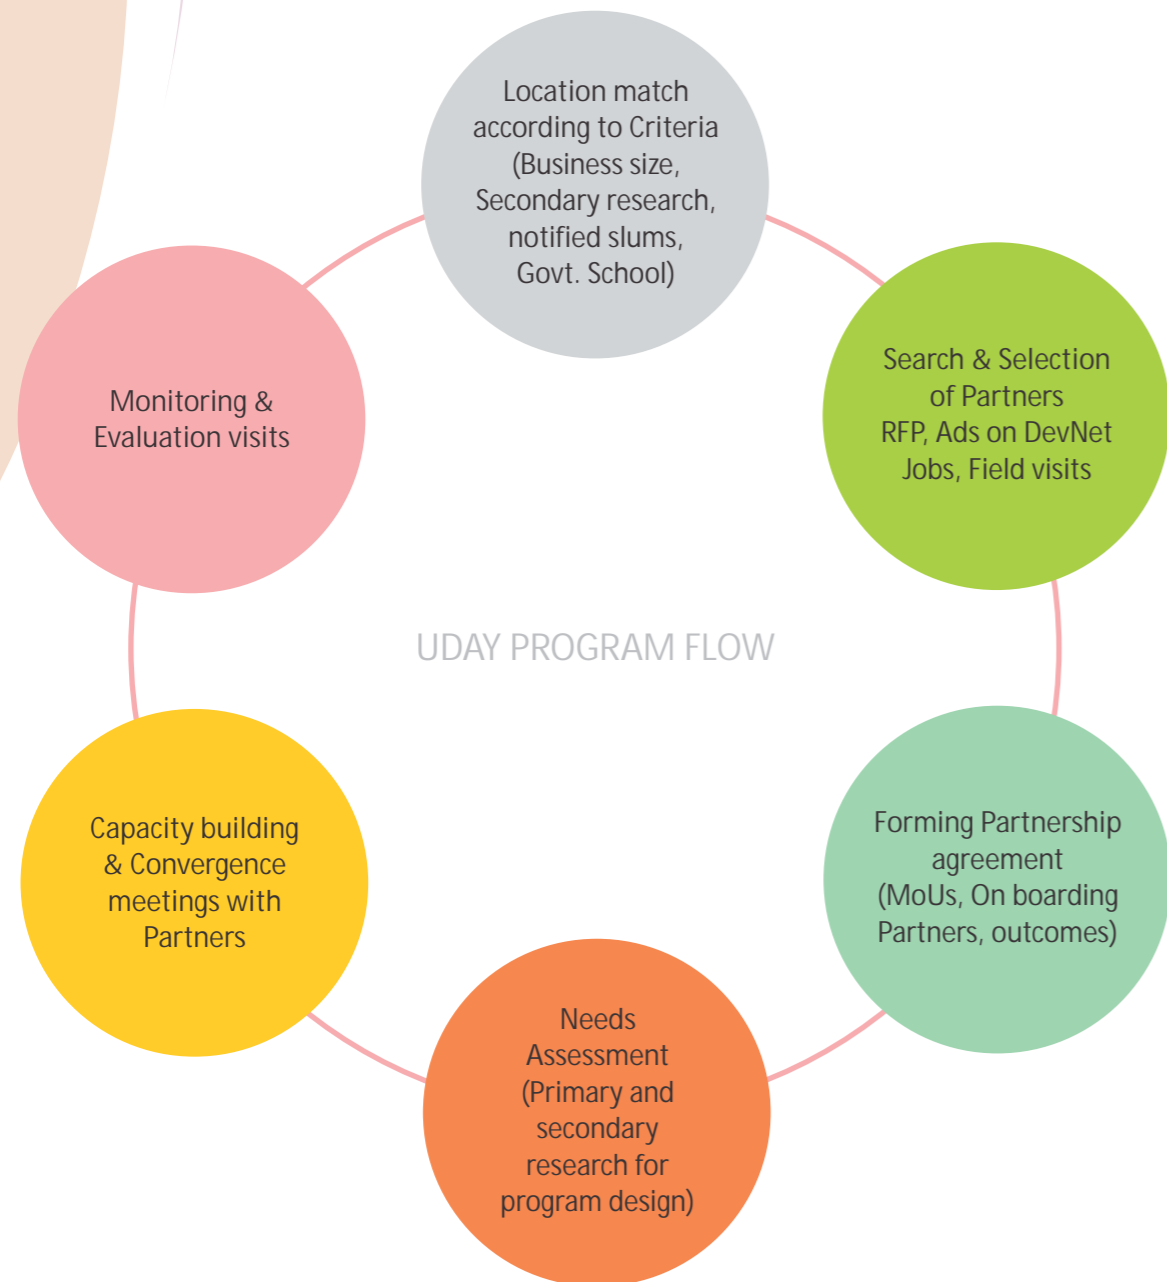 Location match
according to Criteria
(Business size,
Secondary research,
notified slums,
Govt. School)
Search & Selection
of Partners
RFP, Ads on DevNet
Jobs, Field visits
Forming Partnership
agreement
(MoUs, On boarding
Partners, outcomes)
Needs
Assessment
(Primary and
secondary
research for
program design)
Capacity building
& Convergence
meetings with
Partners
Monitoring &
Evaluation visits
UDAY PROGRAM FLOW